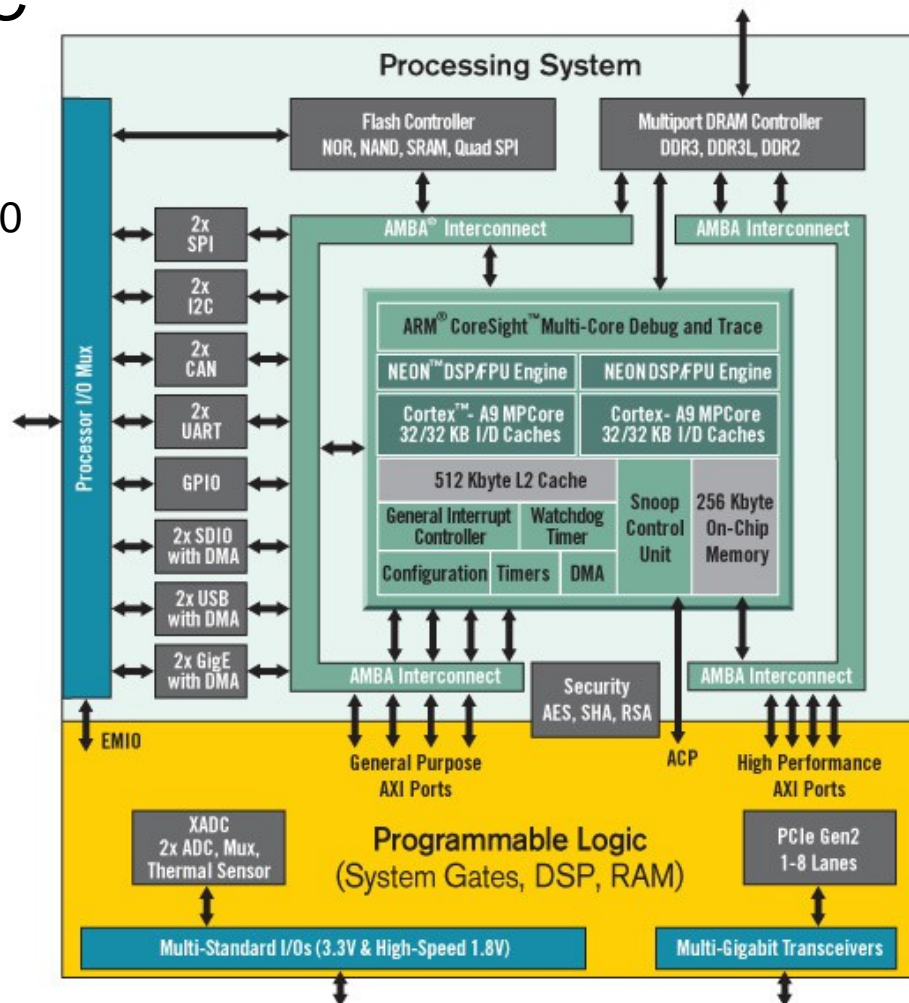 C
0
Processing System
Flash Controller
NOR, NAND, SRAM, Quad SPI
Multiport DRAM Controller
DDR3, DDR3L, DDR2
AMBA® Interconnect
AMBA Interconnect
Processor I/O Mux
2x
SPI
2x
I2C
2x
CAN
2x
UART
GPIO
2x SDIO
with DMA
2x USB
with DMA
2x GigE
with DMA
ARM® CoreSight™ Multi-Core Debug and Trace
NEON™ DSP/FPU Engine
NEON DSP/FPU Engine
Cortex™- A9 MPCore
32/32 KB I/D Caches
Cortex- A9 MPCore
32/32 KB I/D Caches
512 Kbyte L2 Cache
General Interrupt
Controller
Watchdog
Timer
Configuration
Timers
DMA
Snoop
Control
Unit
256 Kbyte
On-Chip
Memory
AMBA Interconnect
AMBA Interconnect
Security
AES, SHA, RSA
EMIO
General Purpose
AXI Ports
ACP
High Performance
AXI Ports
XADC
2x ADC, Mux,
Thermal Sensor
Programmable Logic
(System Gates, DSP, RAM)
PCIe Gen2
1-8 Lanes
Multi-Standard I/Os (3.3V & High-Speed 1.8V)
Multi-Gigabit Transceivers